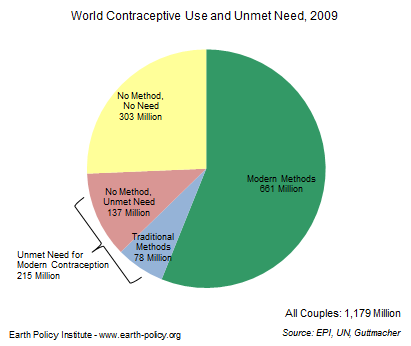 World Contraceptive Use and Unmet Need, 2009
No Method,
No Need
303 Million
Modern Methods
661 Million
No Method,
Unmet Need
137 Million
Traditional
Methods
78 Million
Unmet Need for
Modern Contraception
215 Million
All Couples: 1,179 Million
Earth Policy Institute - www.earth-policy.org
Source: EPI, UN, Guttmacher